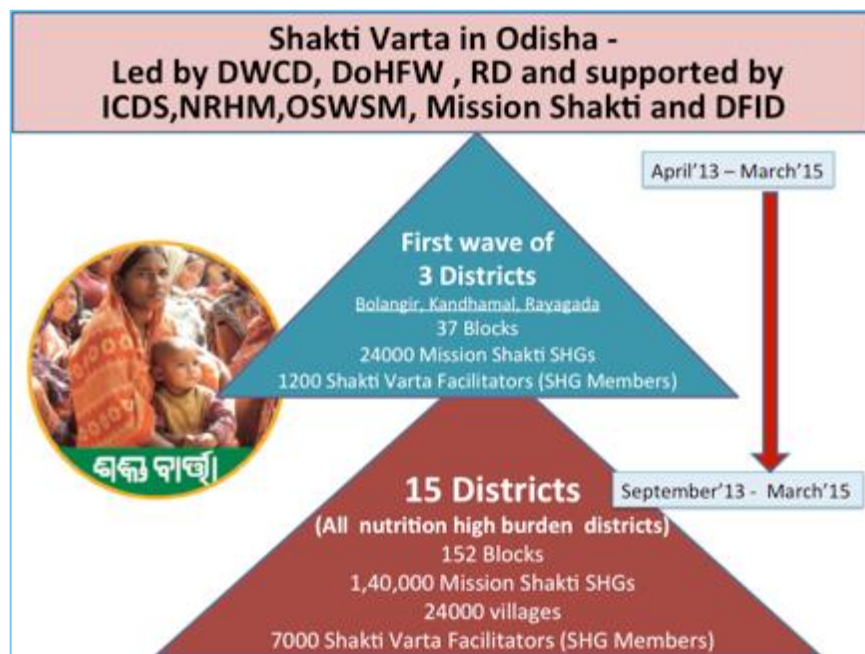 Shakti Varta in Odisha -
Led by DWCD, DoHFW , RD and supported by
ICDS,NRHM,OSWSM, Mission Shakti and DFID
April'13 – March'15
First wave of
3 Districts
Bolangir, Kandhamal, Rayagada
37 Blocks
24000 Mission Shakti SHGs
1200 Shakti Varta Facilitators (SHG Members)
ଶକ୍ତି ବାର୍ତ୍ତା
15 Districts
September'13 - March'15
(All nutrition high burden districts)
152 Blocks
1,40,000 Mission Shakti SHGs
24000 villages
7000 Shakti Varta Facilitators (SHG Members)